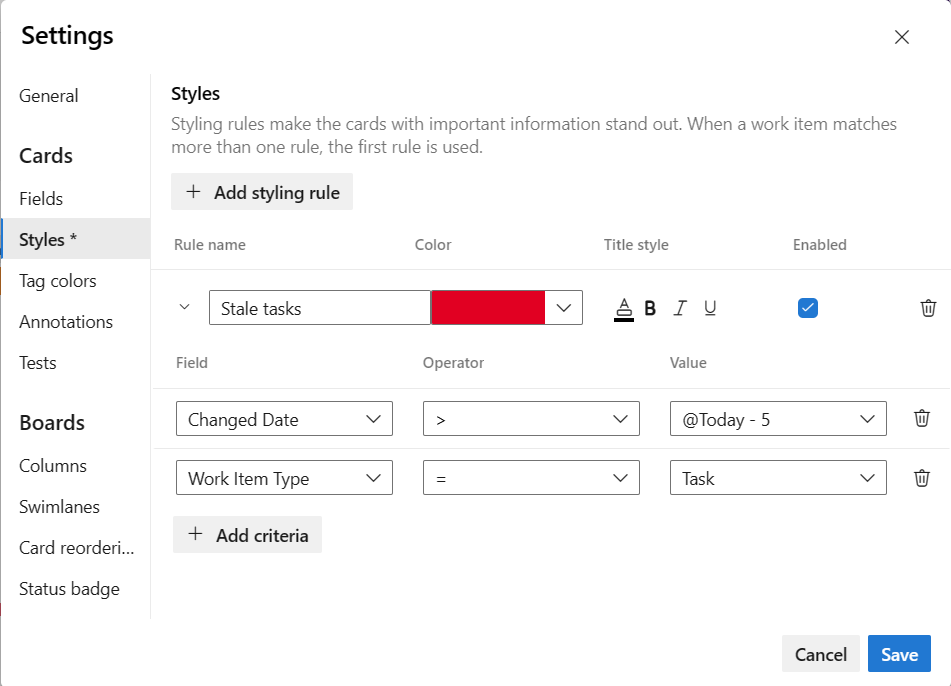 Settings
General
Cards
Fields
Styles *
Tag colors
Annotations
Tests
Boards
Columns
Swimlanes
Card reorderi...
Status badge
Styles
Styling rules make the cards with important information stand out. When a work item matches
more than one rule, the first rule is used.
+ Add styling rule
Rule name Color Title style Enabled
Stale tasks A B I U
Field Operator Value
Changed Date > @Today - 5
Work Item Type = Task
+ Add criteria
Cancel Save